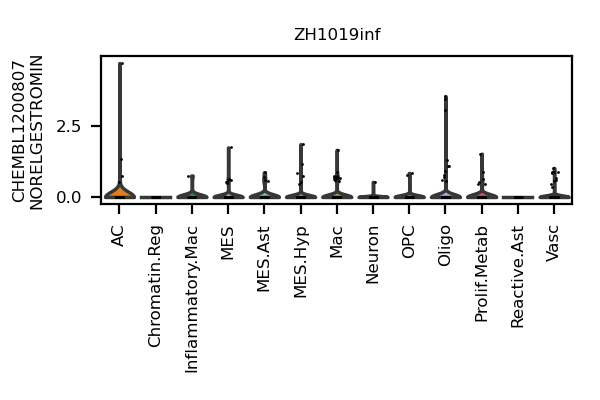 ZH1019inf
CHEMBL1200807
NORELGESTROMIN
2.5
0.0
AC
Chromatin.Reg
Inflammatory.Mac
MES
MES.Ast
MES.Hyp
Mac
Neuron
OPC
Oligo
Prolif.Metab
Reactive.Ast
Vasc